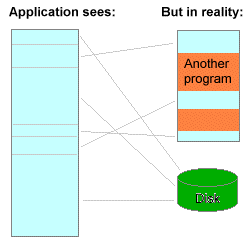 Application sees:
But in reality:
Another
program
Disk